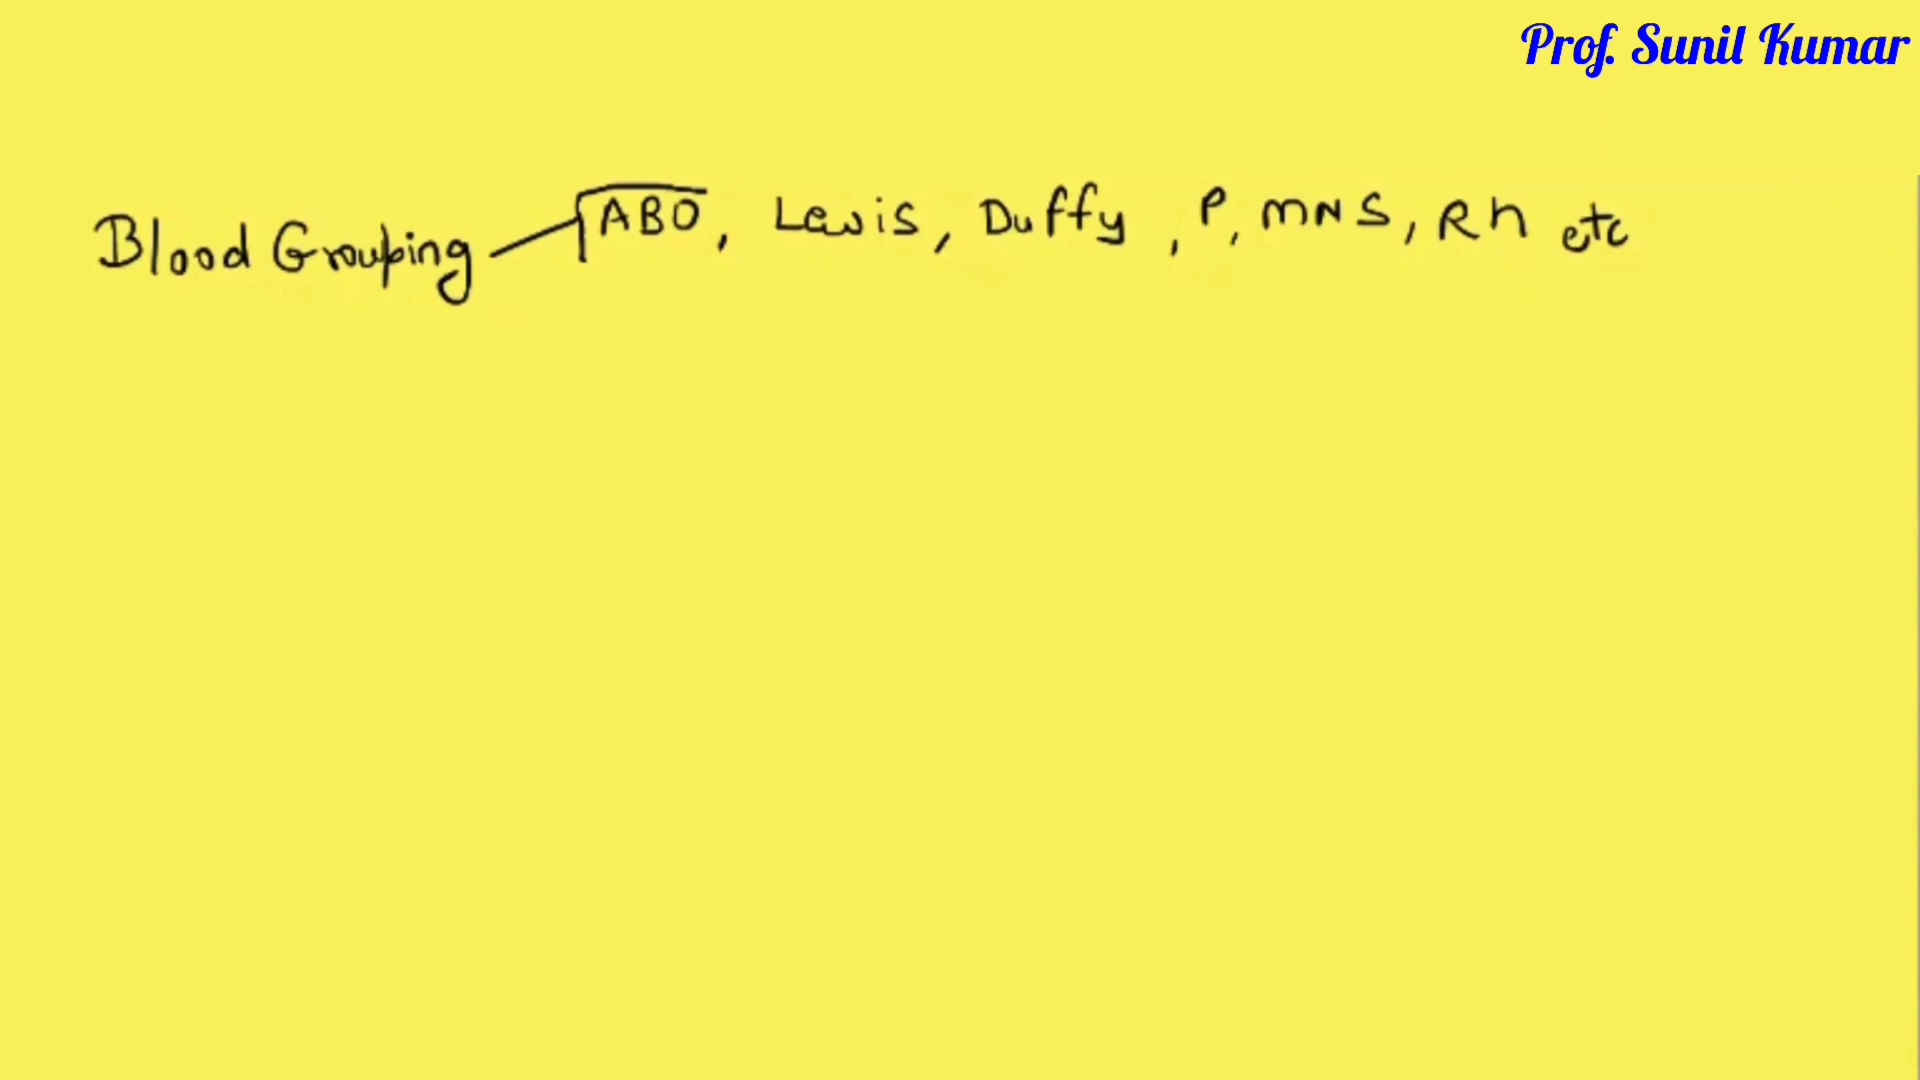 Prof. Sunil Kumar
Blood Grouping — ABO, Lewis, Duffy, P, MNS, Rh etc